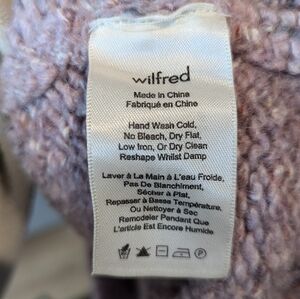 wilfred
Made in China
Fabriqué en Chine
Hand Wash Cold,
No Bleach, Dry Flat,
Low Iron, Or Dry Clean
Reshape Whilst Damp
Laver à La Main à L'eau Froide,
Pas De Blanchiment,
Sécher à Plat,
Repasser à Basse Température,
Ou Nettoyer à Sec
Remodeler Pendant Que
L'Article Est Encore Humide